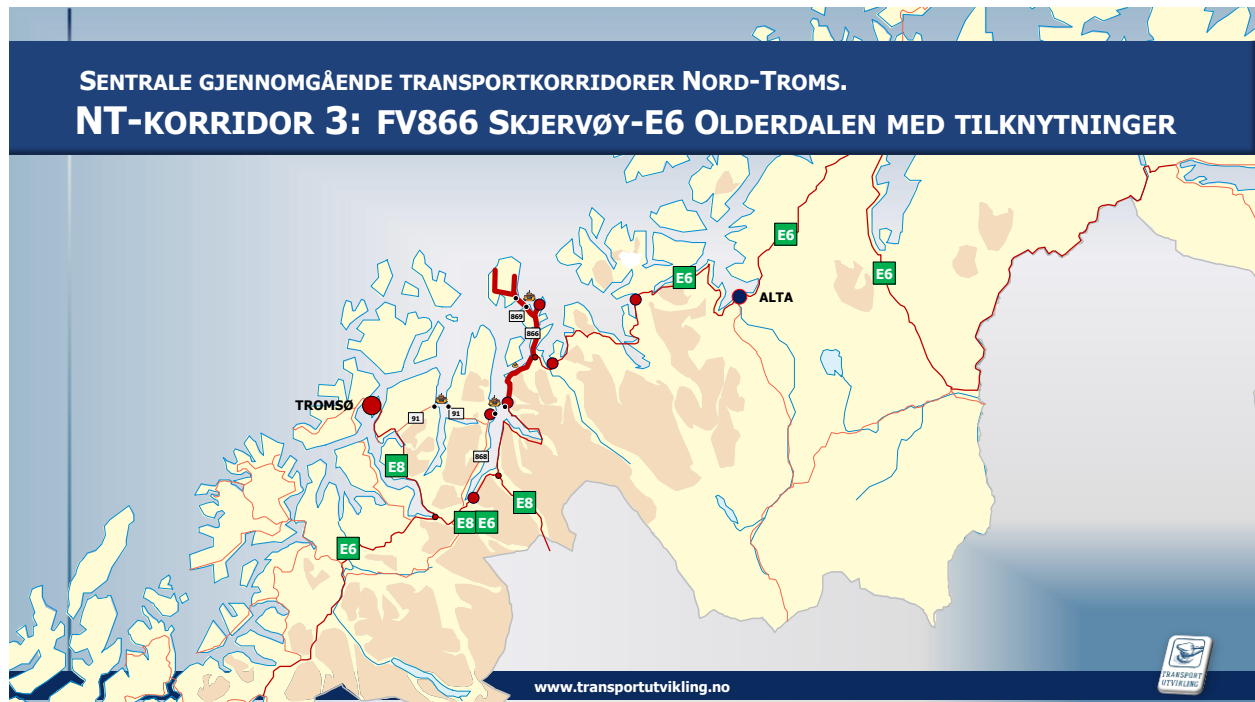 SENTRALE GJENNOMGÅENDE TRANSPORTKORRIDORER NORD-TROMS.
NT-KORRIDOR 3: FV866 SKJERVØY-E6 OLDERDALEN MED TILKNYTNINGER
E6
E6
E6
ALTA
869
866
TROMSØ
91
91
868
E8
E8
E8 E6
E6
www.transportutvikling.no
TRANSPORT
UTVIKLING